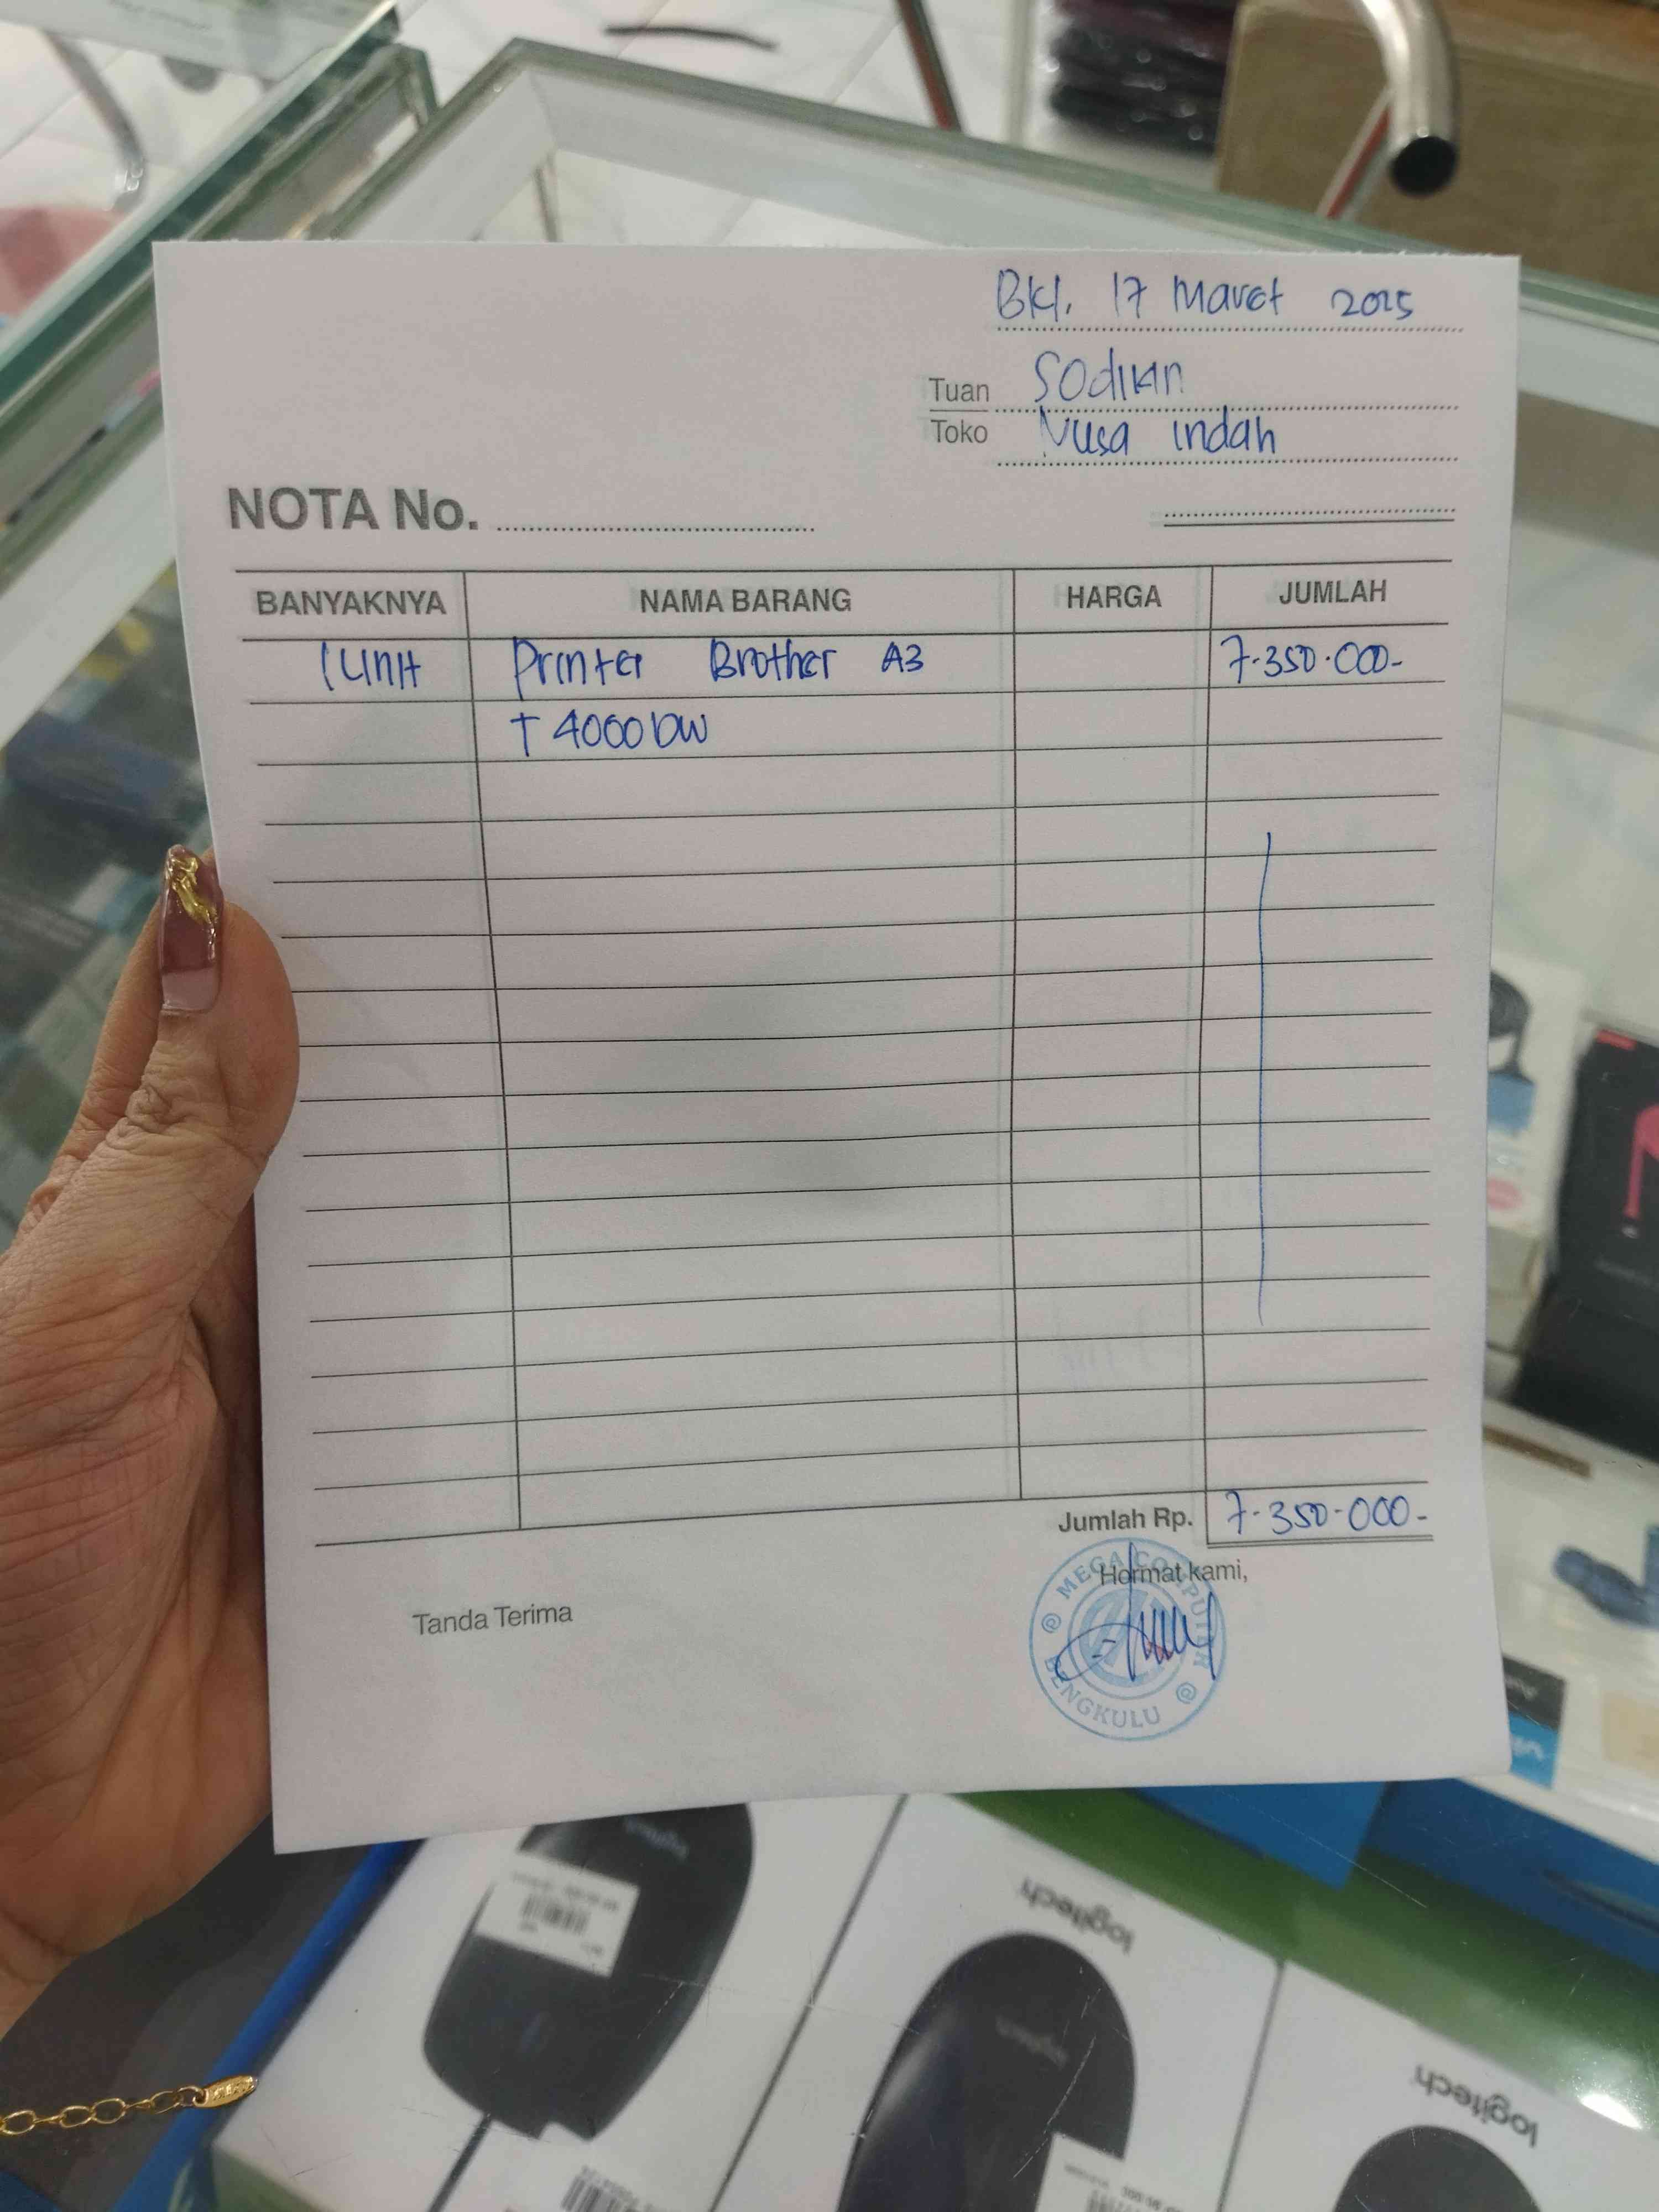 Bkl. 17 Maret 2025
Tuan Sodikin
Toko Nusa indah
NOTA No.
BANYAKNYA NAMA BARANG HARGA JUMLAH
1 Unit Printer Brother A3 7.350.000-
T 4000 DW
Jumlah Rp. 7.350.000-
Hormat kami,
Tanda Terima
@ MEGA COMPUTER @
BENGKULU
logitech
logitech